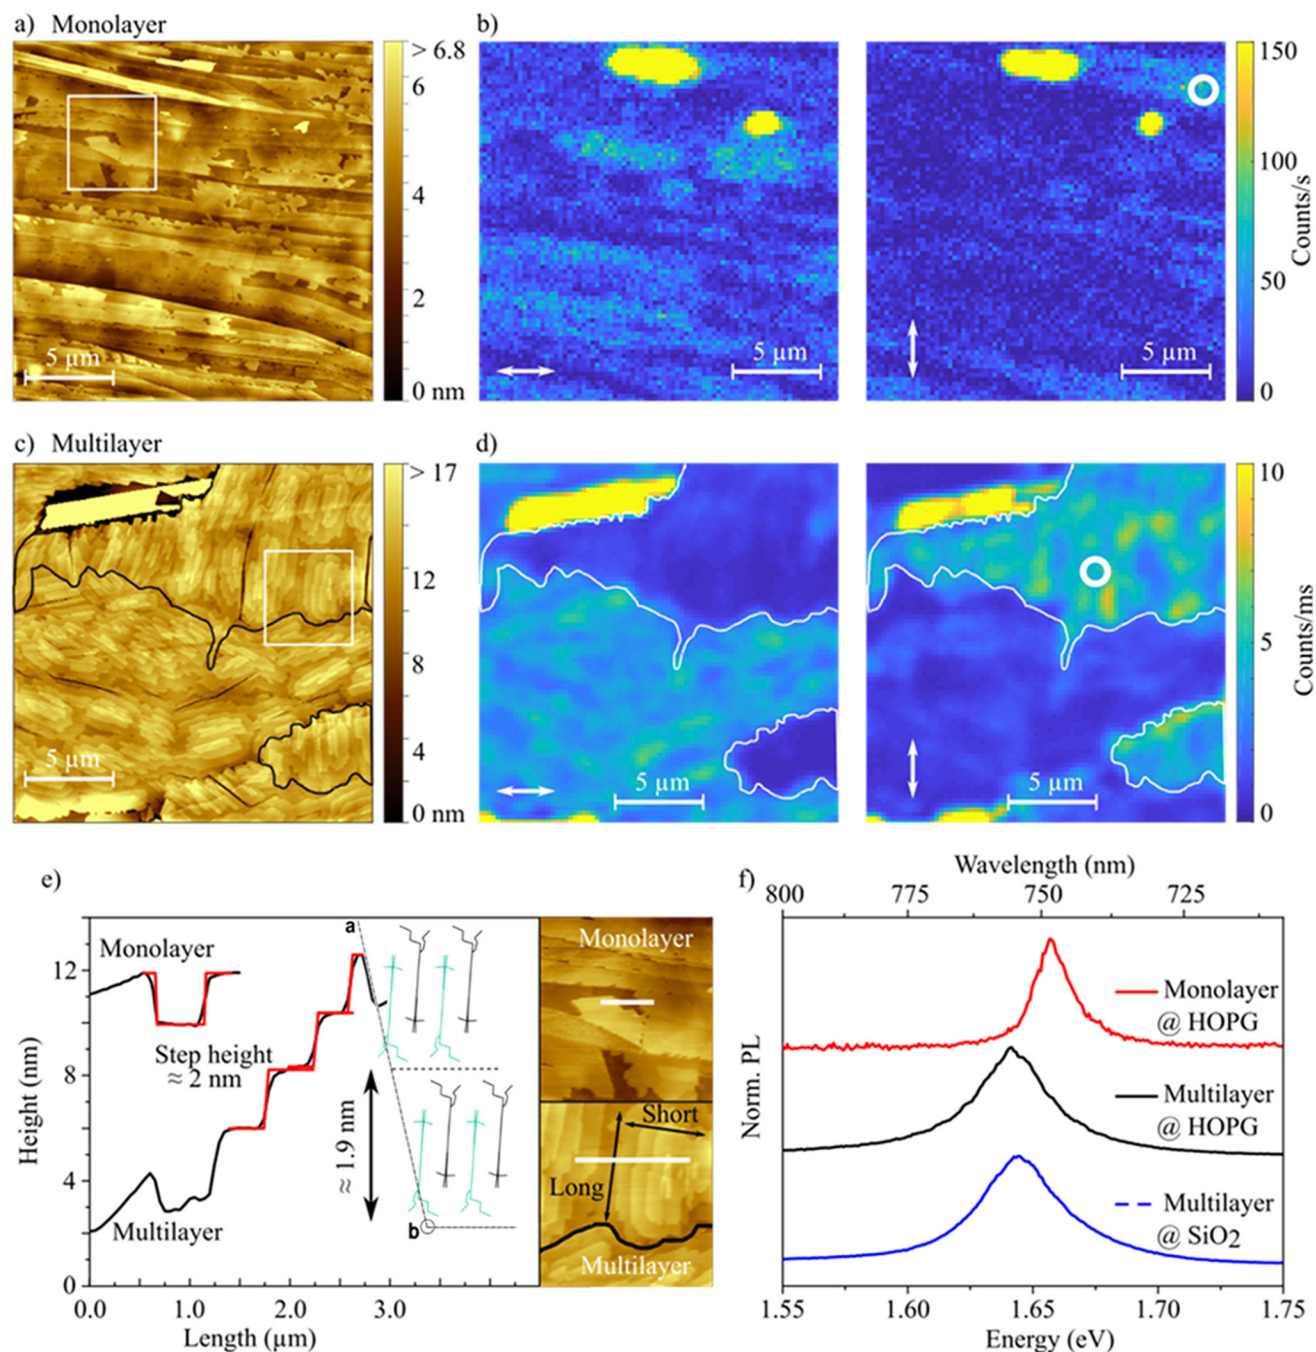 a) Monolayer
b)
> 6.8
6
4
2
0 nm
5 µm
5 µm
5 µm
150
100
50
0
Counts/s
c) Multilayer
d)
> 17
12
8
4
0 nm
5 µm
5 µm
5 µm
10
5
0
Counts/ms
e)
Height (nm)
12
8
4
0
Monolayer
Step height
≈ 2 nm
Multilayer
≈ 1.9 nm
a
b
0.0 1.0 2.0 3.0
Length (µm)
Monolayer
Short
Long
Multilayer
f)
Wavelength (nm)
800 775 750 725
Norm. PL
Monolayer
@ HOPG
Multilayer
@ HOPG
Multilayer
@ SiO2
1.55 1.60 1.65 1.70 1.75
Energy (eV)